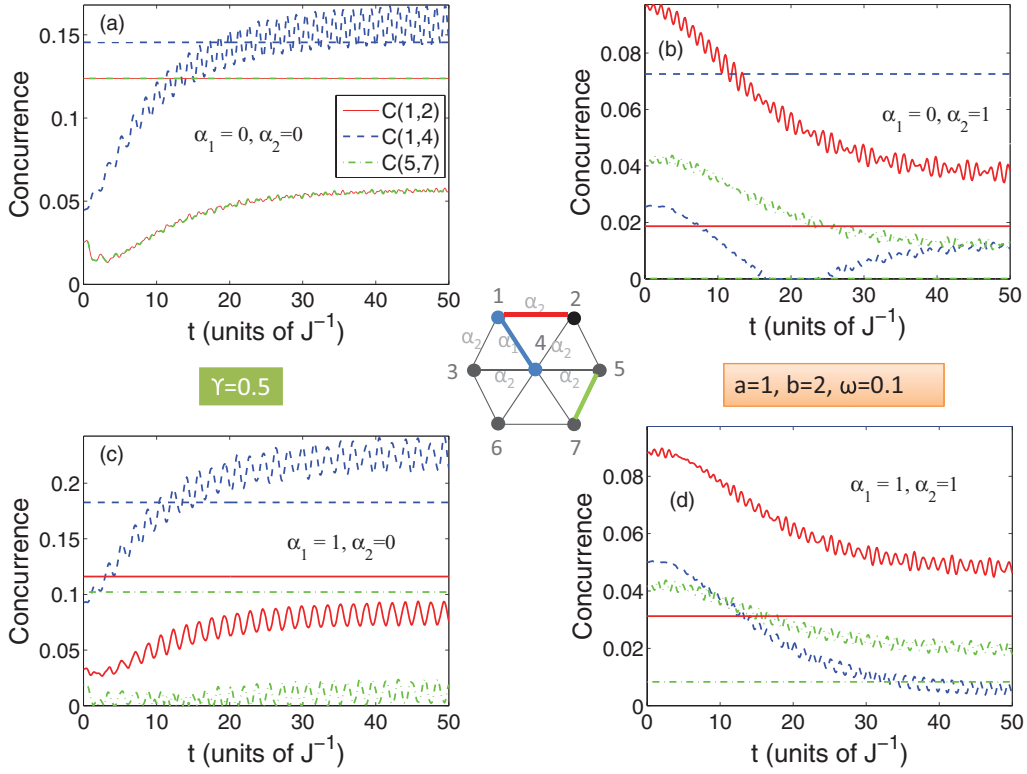 (a)
Concurrence
0.15
0.1
0.05
0
α1 = 0, α2=0
C(1,2)
C(1,4)
C(5,7)
0 10 20 30 40 50
t (units of J−1)
(b)
Concurrence
0.08
0.06
0.04
0.02
0
α1 = 0, α2=1
0 10 20 30 40 50
t (units of J−1)
1 2
α2
α2 α1 4 α2
3 α2 α2 5
6 7
ϒ=0.5
a=1, b=2, ω=0.1
(c)
Concurrence
0.2
0.15
0.1
0.05
0
α1 = 1, α2=0
0 10 20 30 40 50
t (units of J−1)
(d)
Concurrence
0.08
0.06
0.04
0.02
0
α1 = 1, α2=1
0 10 20 30 40 50
t (units of J−1)